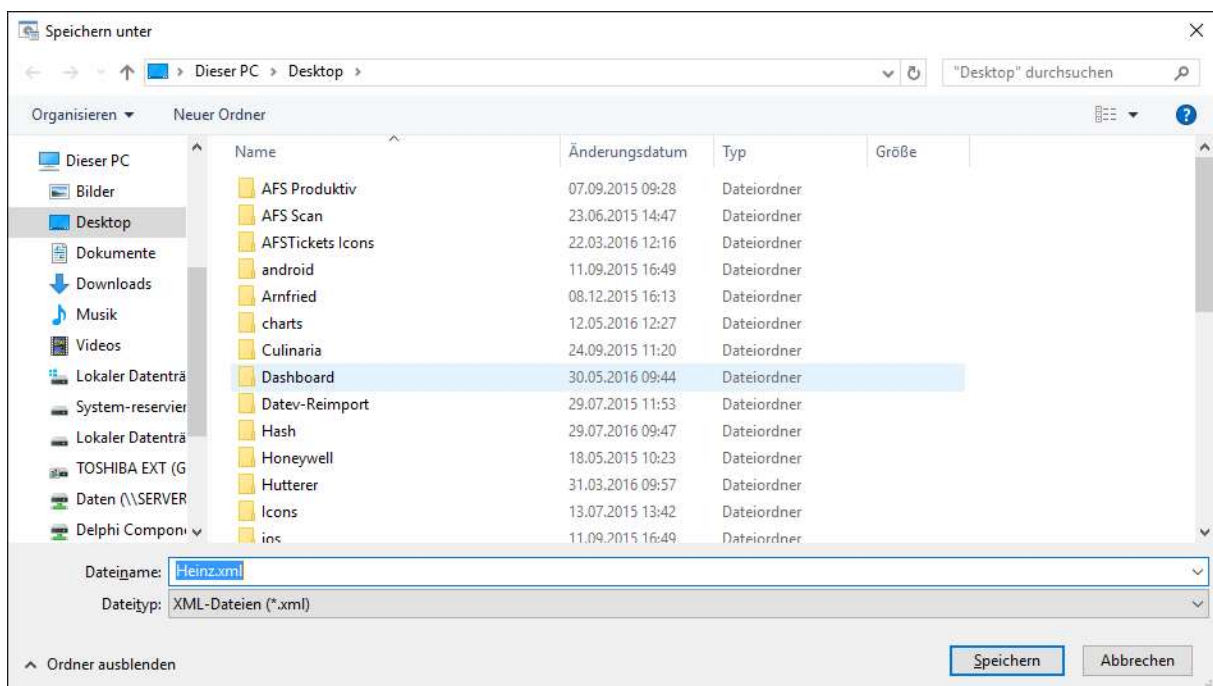 Speichern unter
Dieser PC > Desktop >
"Desktop" durchsuchen
Organisieren
Neuer Ordner
Dieser PC
Bilder
Desktop
Dokumente
Downloads
Musik
Videos
Lokaler Datenträ
System-reservier
Lokaler Datenträ
TOSHIBA EXT (G
Daten (\\SERVER
Delphi Compon
Name Änderungsdatum Typ Größe
AFS Produktiv 07.09.2015 09:28 Dateiordner
AFS Scan 23.06.2015 14:47 Dateiordner
AFSTickets Icons 22.03.2016 12:16 Dateiordner
android 11.09.2015 16:49 Dateiordner
Arnfried 08.12.2015 16:13 Dateiordner
charts 12.05.2016 12:27 Dateiordner
Culinaria 24.09.2015 11:20 Dateiordner
Dashboard 30.05.2016 09:44 Dateiordner
Datev-Reimport 29.07.2015 11:53 Dateiordner
Hash 29.07.2016 09:47 Dateiordner
Honeywell 18.05.2015 10:23 Dateiordner
Hutterer 31.03.2016 09:57 Dateiordner
Icons 13.07.2015 13:42 Dateiordner
ios 11.09.2015 16:49 Dateiordner
Dateiname: Heinz.xml
Dateityp: XML-Dateien (*.xml)
Ordner ausblenden
Speichern
Abbrechen